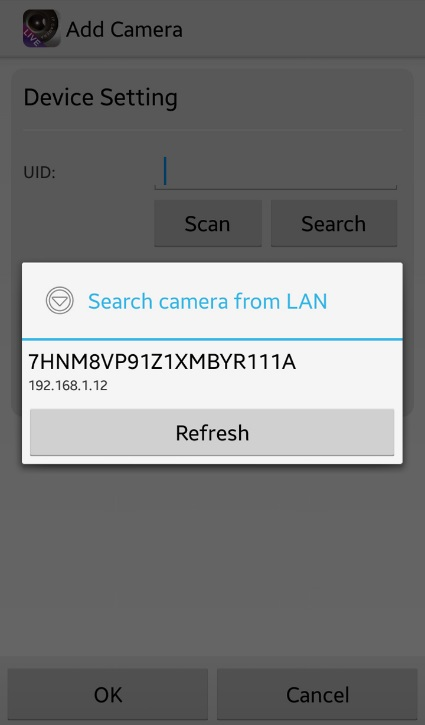 LIVE
Add Camera
Device Setting
UID:
Scan Search
Search camera from LAN
7HNM8VP91Z1XMBYR111A
192.168.1.12
Refresh
OK Cancel